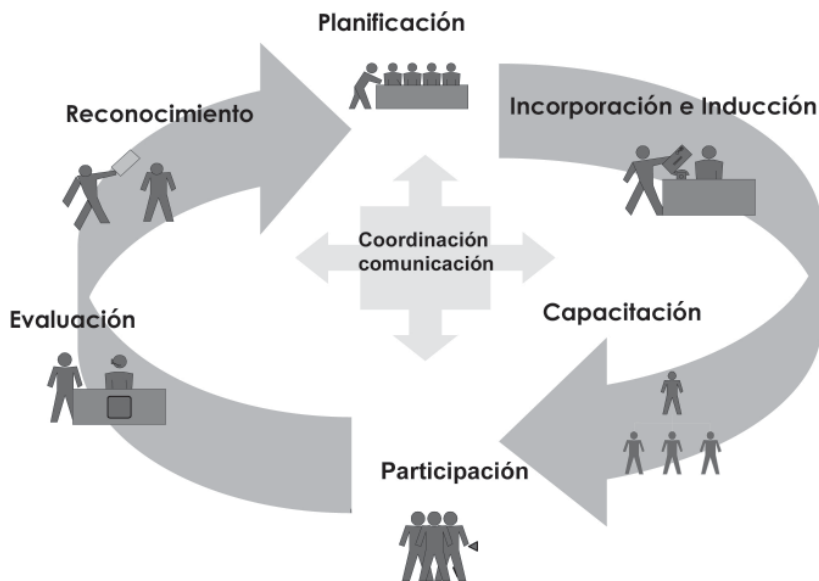 Planificación
Reconocimiento
Incorporación e Inducción
Coordinación
comunicación
Evaluación
Capacitación
Participación